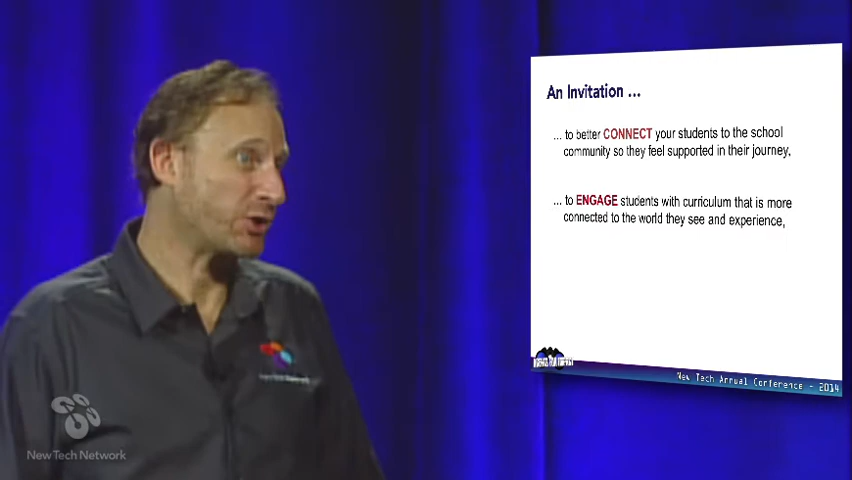 An Invitation ...
... to better CONNECT your students to the school
community so they feel supported in their journey,
... to ENGAGE students with curriculum that is more
connected to the world they see and experience,
New Tech Annual Conference - 2014
New Tech Network